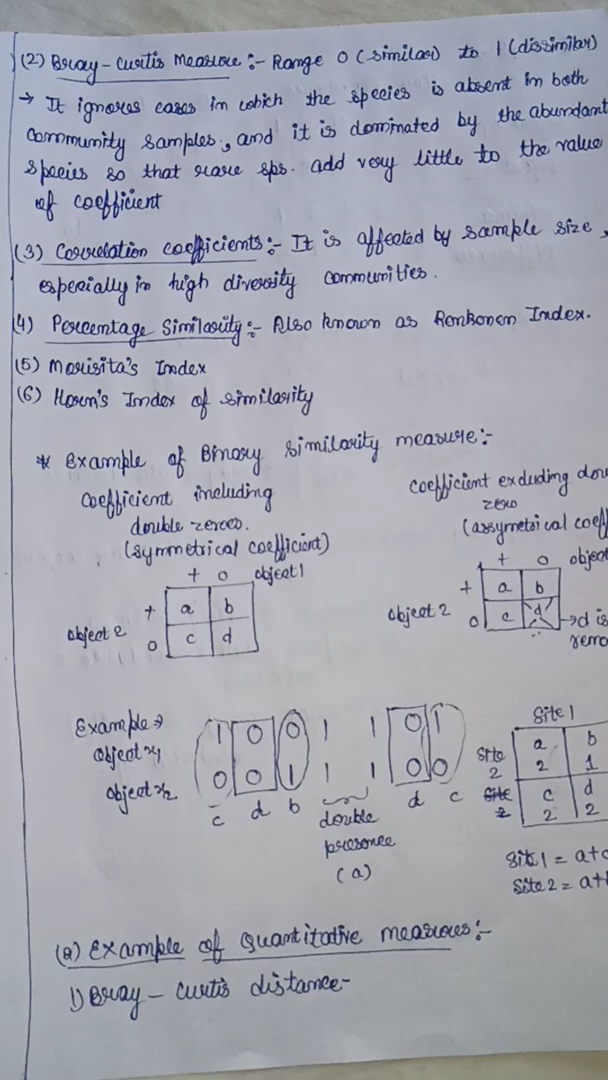 (2) Bray-Curtis Measure :- Range 0 (similar) to 1 (dissimilar)
→ It ignores cases in which the species is absent in both
community samples, and it is dominated by the abundant
species so that rare sps. add very little to the value
of coefficient
(3) Correlation coefficients :- It is affected by sample size,
especially in high diversity communities.
(4) Percentage Similarity :- Also known as Renkonen Index.
(5) Morisita's Index
(6) Horn's Index of similarity
* Example of Binary similarity measure :-
coefficient including
double zeroes.
(symmetrical coefficient)
+ 0 object 1
+ a b
object 2
0 c d
coefficient excluding dou
zero
(assymetrical coeff
+ 0 objec
+ a b
object 2
0 c d → d is
remo
Example →
object x1 1 0 0 1 1 0 1
object x2 0 0 1 1 1 0 0
c d b double d c
presence
(a)
Site 1
Site 2 a 2 b 1
Site 2 c 2 d 2
Site 1 = a+c
Site 2 = a+
(a) Example of Quantitative measures :-
1) Bray - Curtis distance-